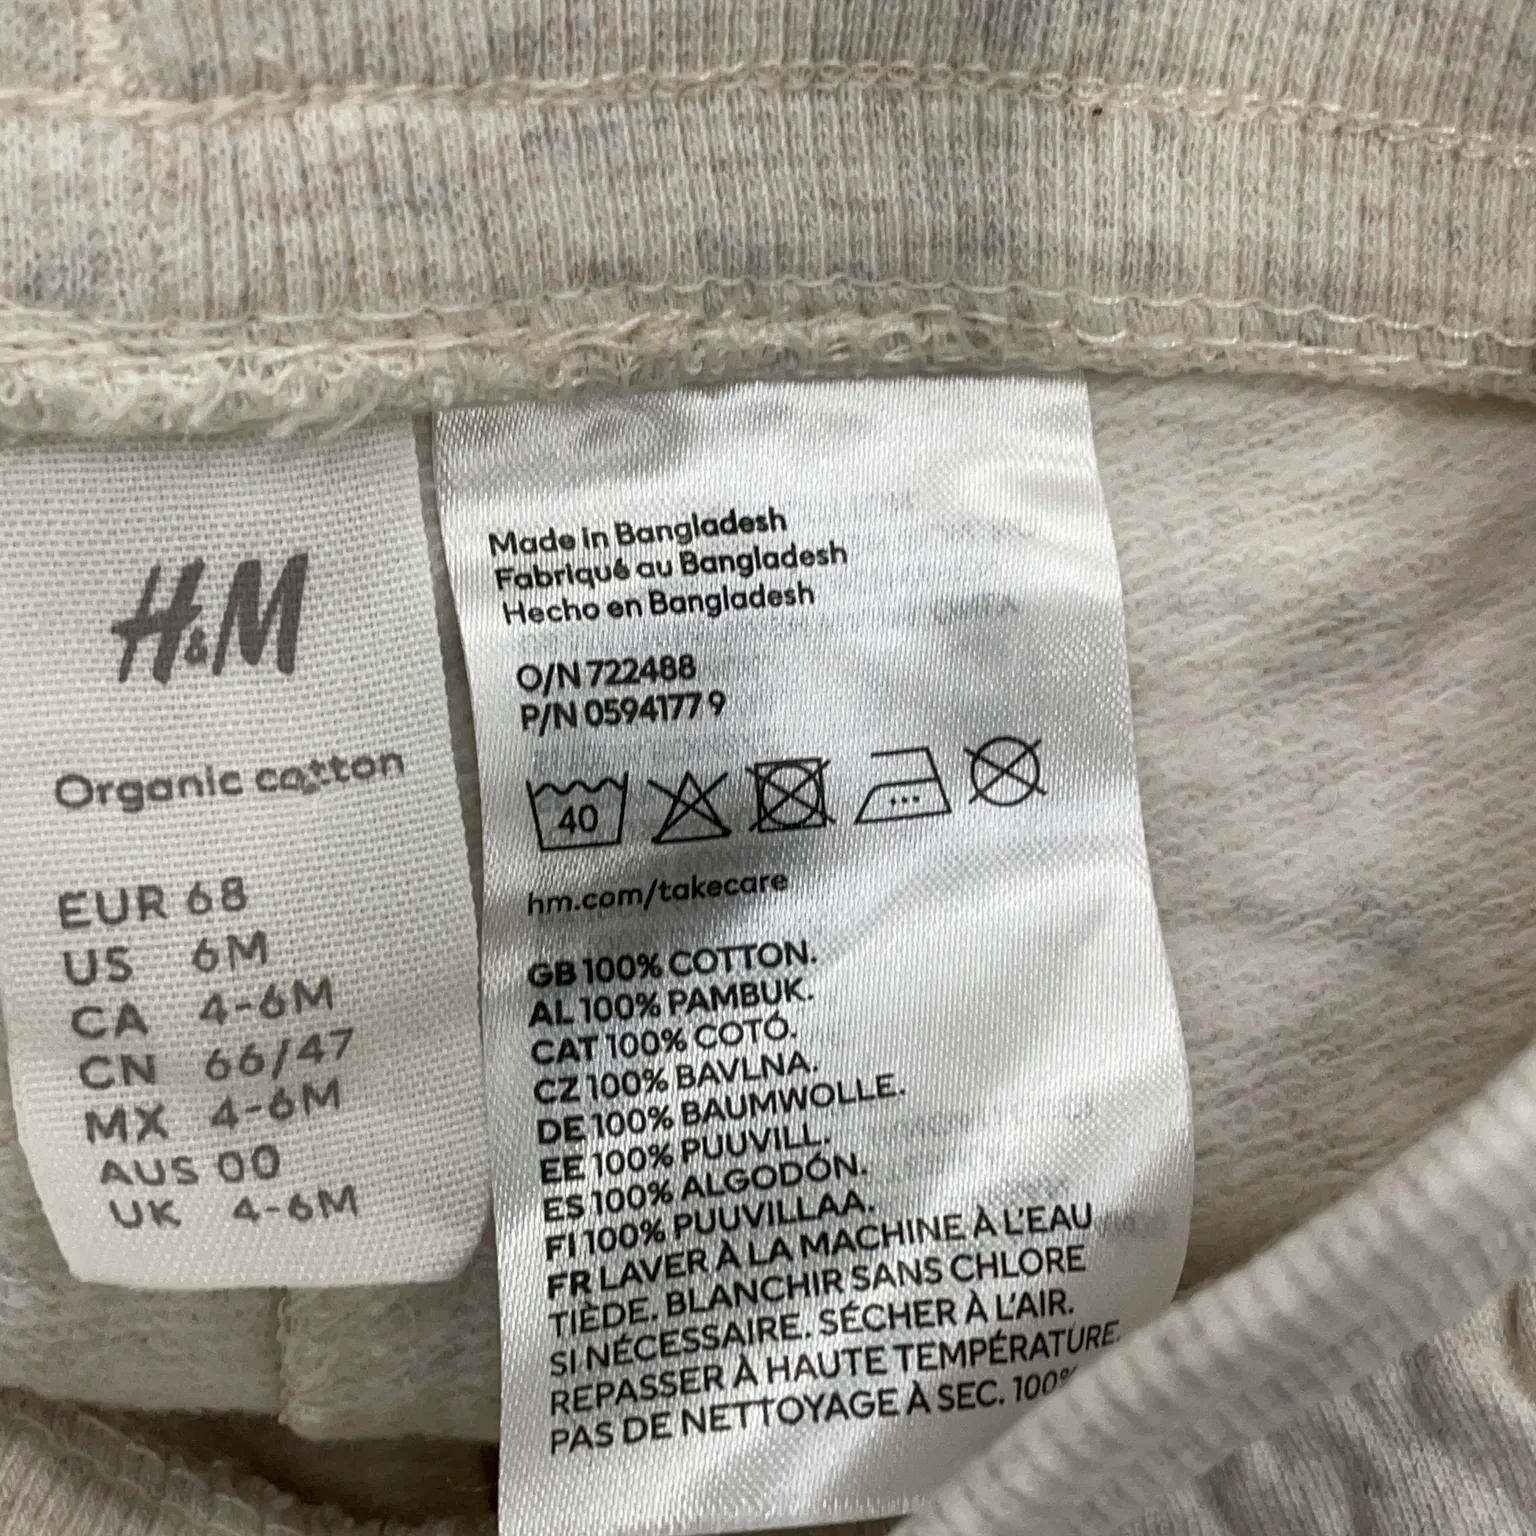 H&M
Organic cotton
EUR 68
US 6M
CA 4-6M
CN 66/47
MX 4-6M
AUS 00
UK 4-6M
Made in Bangladesh
Fabriqué au Bangladesh
Hecho en Bangladesh
O/N 722488
P/N 0594177 9
40
hm.com/takecare
GB 100% COTTON.
AL 100% PAMBUK.
CAT 100% COTÓ.
CZ 100% BAVLNA.
DE 100% BAUMWOLLE.
EE 100% PUUVILL.
ES 100% ALGODÓN.
FI 100% PUUVILLAA.
FR LAVER À LA MACHINE À L'EAU
TIÈDE. BLANCHIR SANS CHLORE
SI NÉCESSAIRE. SÉCHER À L'AIR.
REPASSER À HAUTE TEMPÉRATURE.
PAS DE NETTOYAGE À SEC. 100%